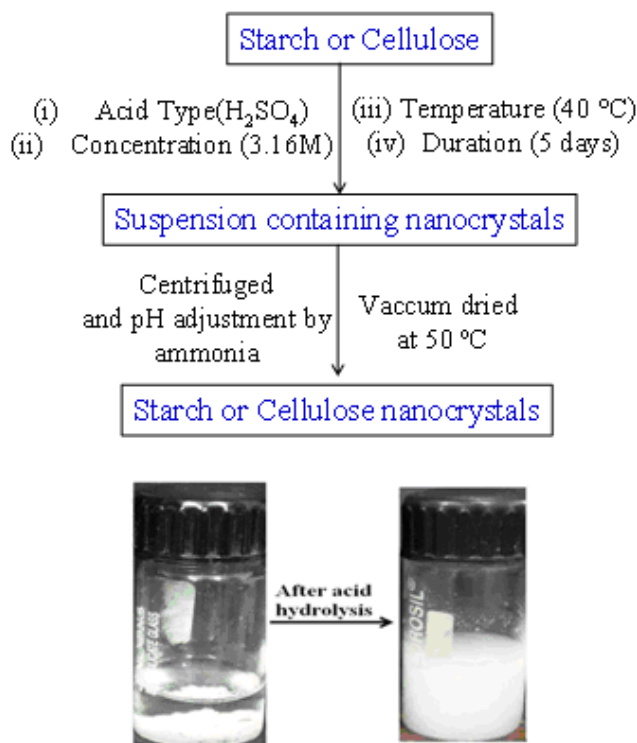 Starch or Cellulose
(i) Acid Type(H₂SO₄)
(ii) Concentration (3.16M)
(iii) Temperature (40 ºC)
(iv) Duration (5 days)
Suspension containing nanocrystals
Centrifuged
and pH adjustment by
ammonia
Vaccum dried
at 50 ºC
Starch or Cellulose nanocrystals
After acid
hydrolysis
ROSIL®